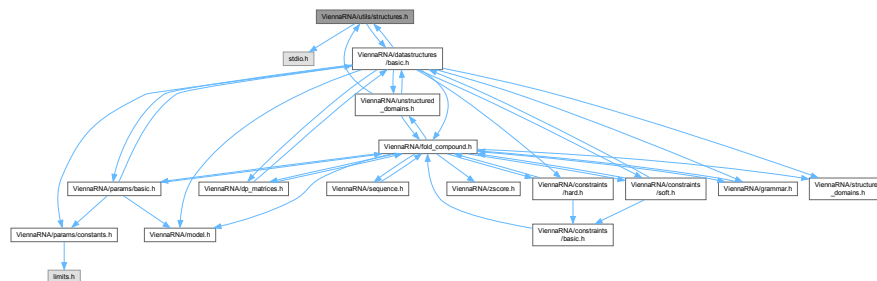 ViennaRNA/utils/structures.h
stdio.h
ViennaRNA/datastructures
/basic.h
ViennaRNA/unstructured
_domains.h
ViennaRNA/fold_compound.h
ViennaRNA/params/basic.h
ViennaRNA/dp_matrices.h
ViennaRNA/sequence.h
ViennaRNA/zscore.h
ViennaRNA/constraints
/hard.h
ViennaRNA/constraints
/soft.h
ViennaRNA/grammar.h
ViennaRNA/structured
_domains.h
ViennaRNA/params/constants.h
ViennaRNA/model.h
ViennaRNA/constraints
/basic.h
limits.h